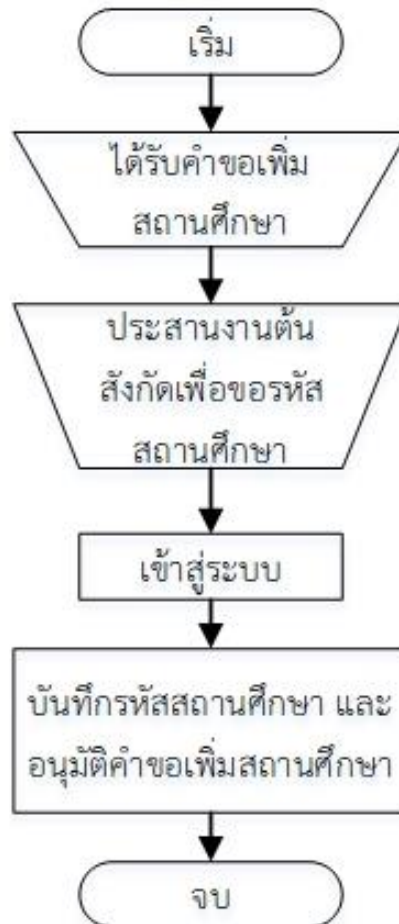 เริ่ม
ได้รับคำขอเพิ่ม
สถานศึกษา
ประสานงานต้น
สังกัดเพื่อขอรหัส
สถานศึกษา
เข้าสู่ระบบ
บันทึกรหัสสถานศึกษา และ
อนุมัติคำขอเพิ่มสถานศึกษา
จบ